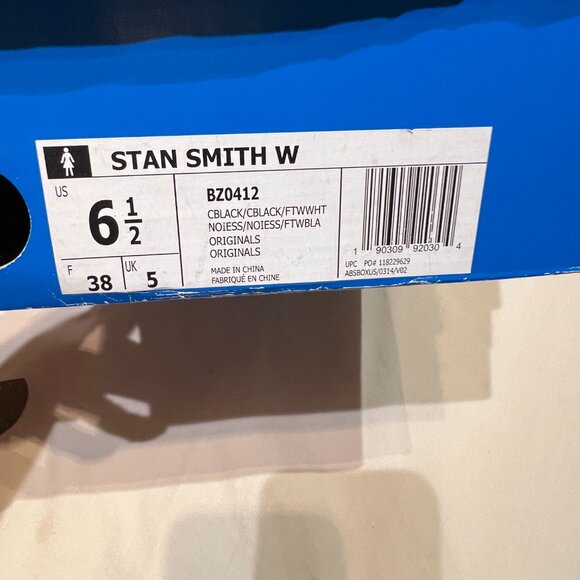 STAN SMITH W
US
6 1/2
F
38
UK
5
BZ0412
CBLACK/CBLACK/FTWWHT
NOIESS/NOIESS/FTWBLA
ORIGINALS
ORIGINALS
MADE IN CHINA
FABRIQUÉ EN CHINE
1 90309 92030 4
UPC PO# 118229629
ABSBOXUS/0314/V02